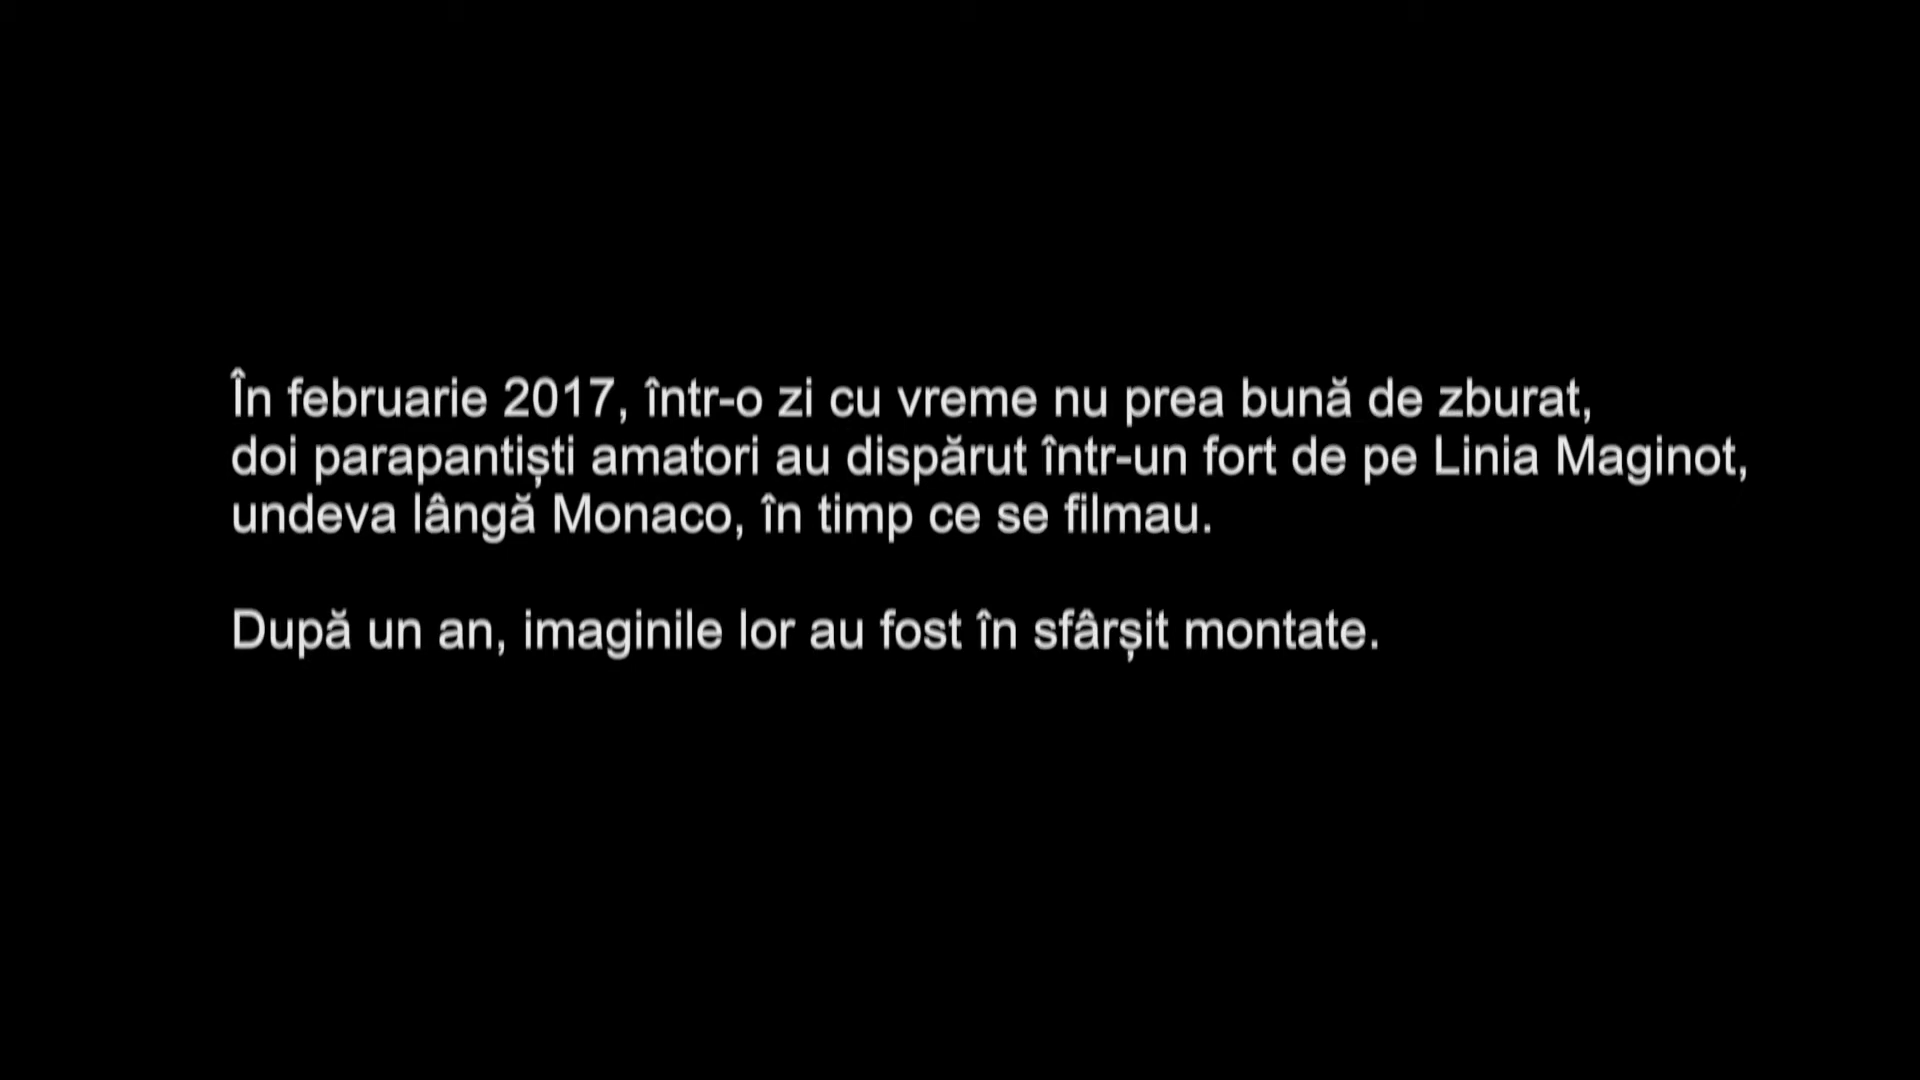 În februarie 2017, într-o zi cu vreme nu prea bună de zburat,
doi parapantiști amatori au dispărut într-un fort de pe Linia Maginot,
undeva lângă Monaco, în timp ce se filmau.
După un an, imaginile lor au fost în sfârșit montate.